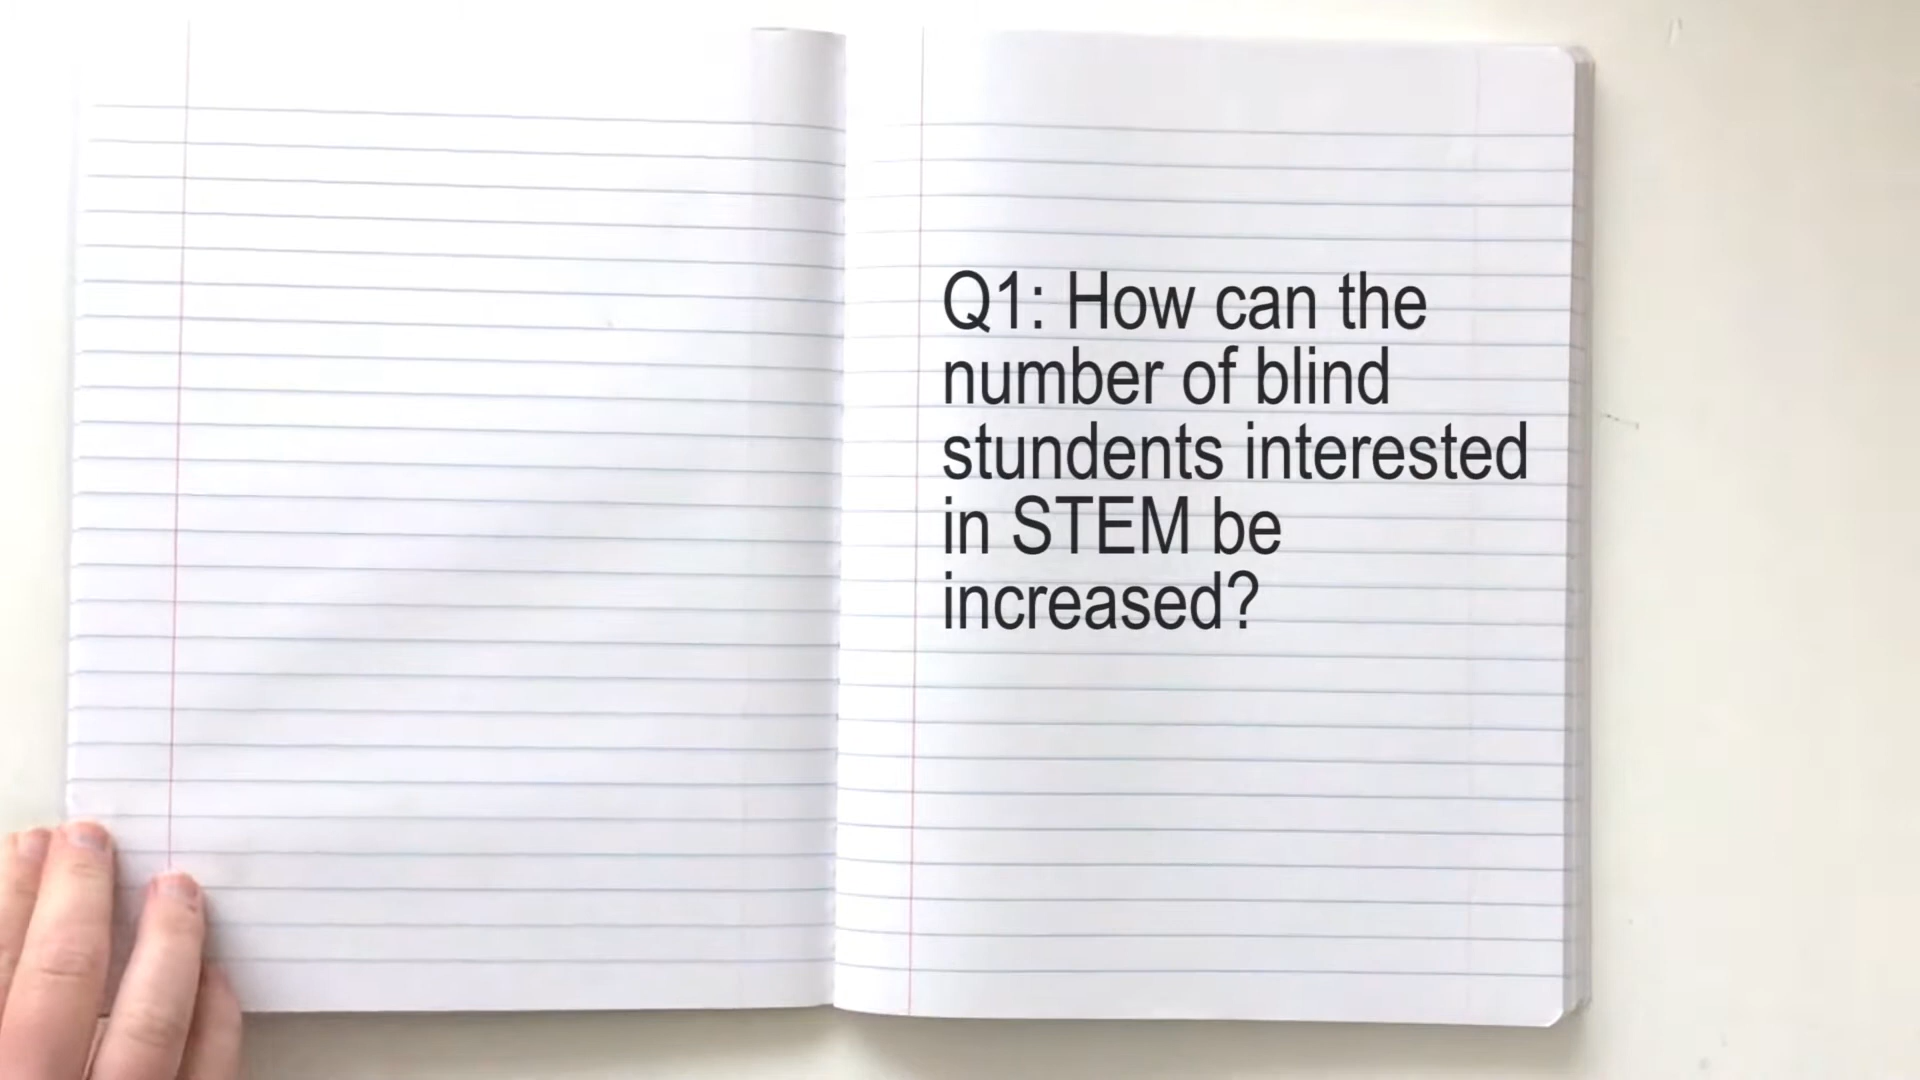 Q1: How can the
number of blind
stundents interested
in STEM be
increased?